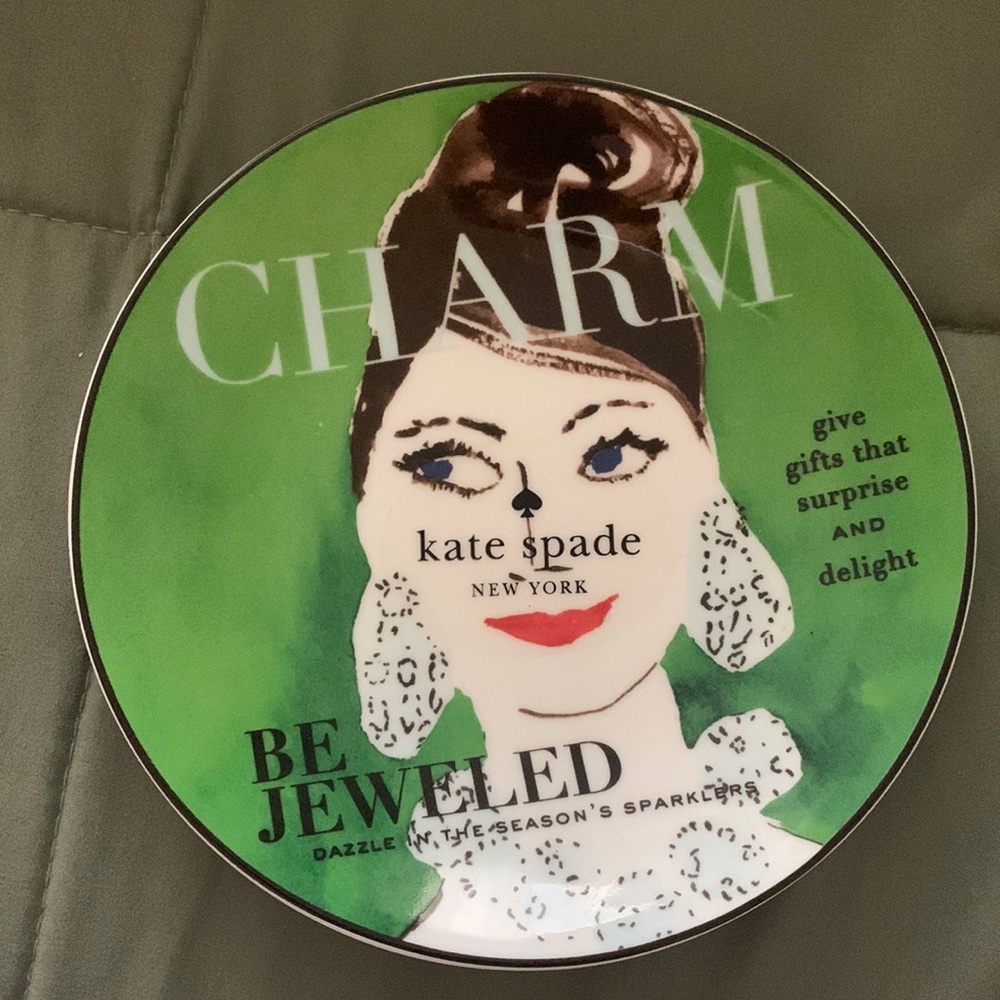 CHARM
give
gifts that
surprise
AND
delight
kate spade
NEW YORK
BE
JEWELED
DAZZLE IN THE SEASON'S SPARKLERS